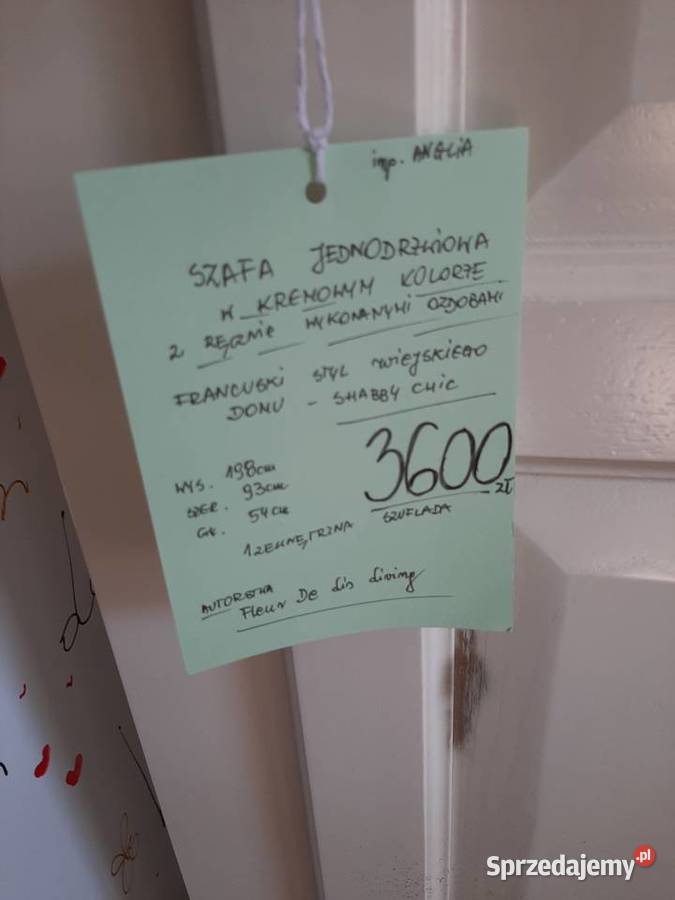 imp. ANGLIA
SZAFA JEDNODRZWIOWA
W KREMOWYM KOLORZE
Z RĘCZNIE WYKONANYMI OZDOBAMI
FRANCUSKI STYL WIEJSKIEGO
DOMU - SHABBY CHIC
3600 zł
WYS. 198cm
SZER. 93cm
GŁ. 54cm
1 ZEWNĘTRZNA SZUFLADA
AUTORSTWA
Fleur De lis living
Sprzedajemy.pl